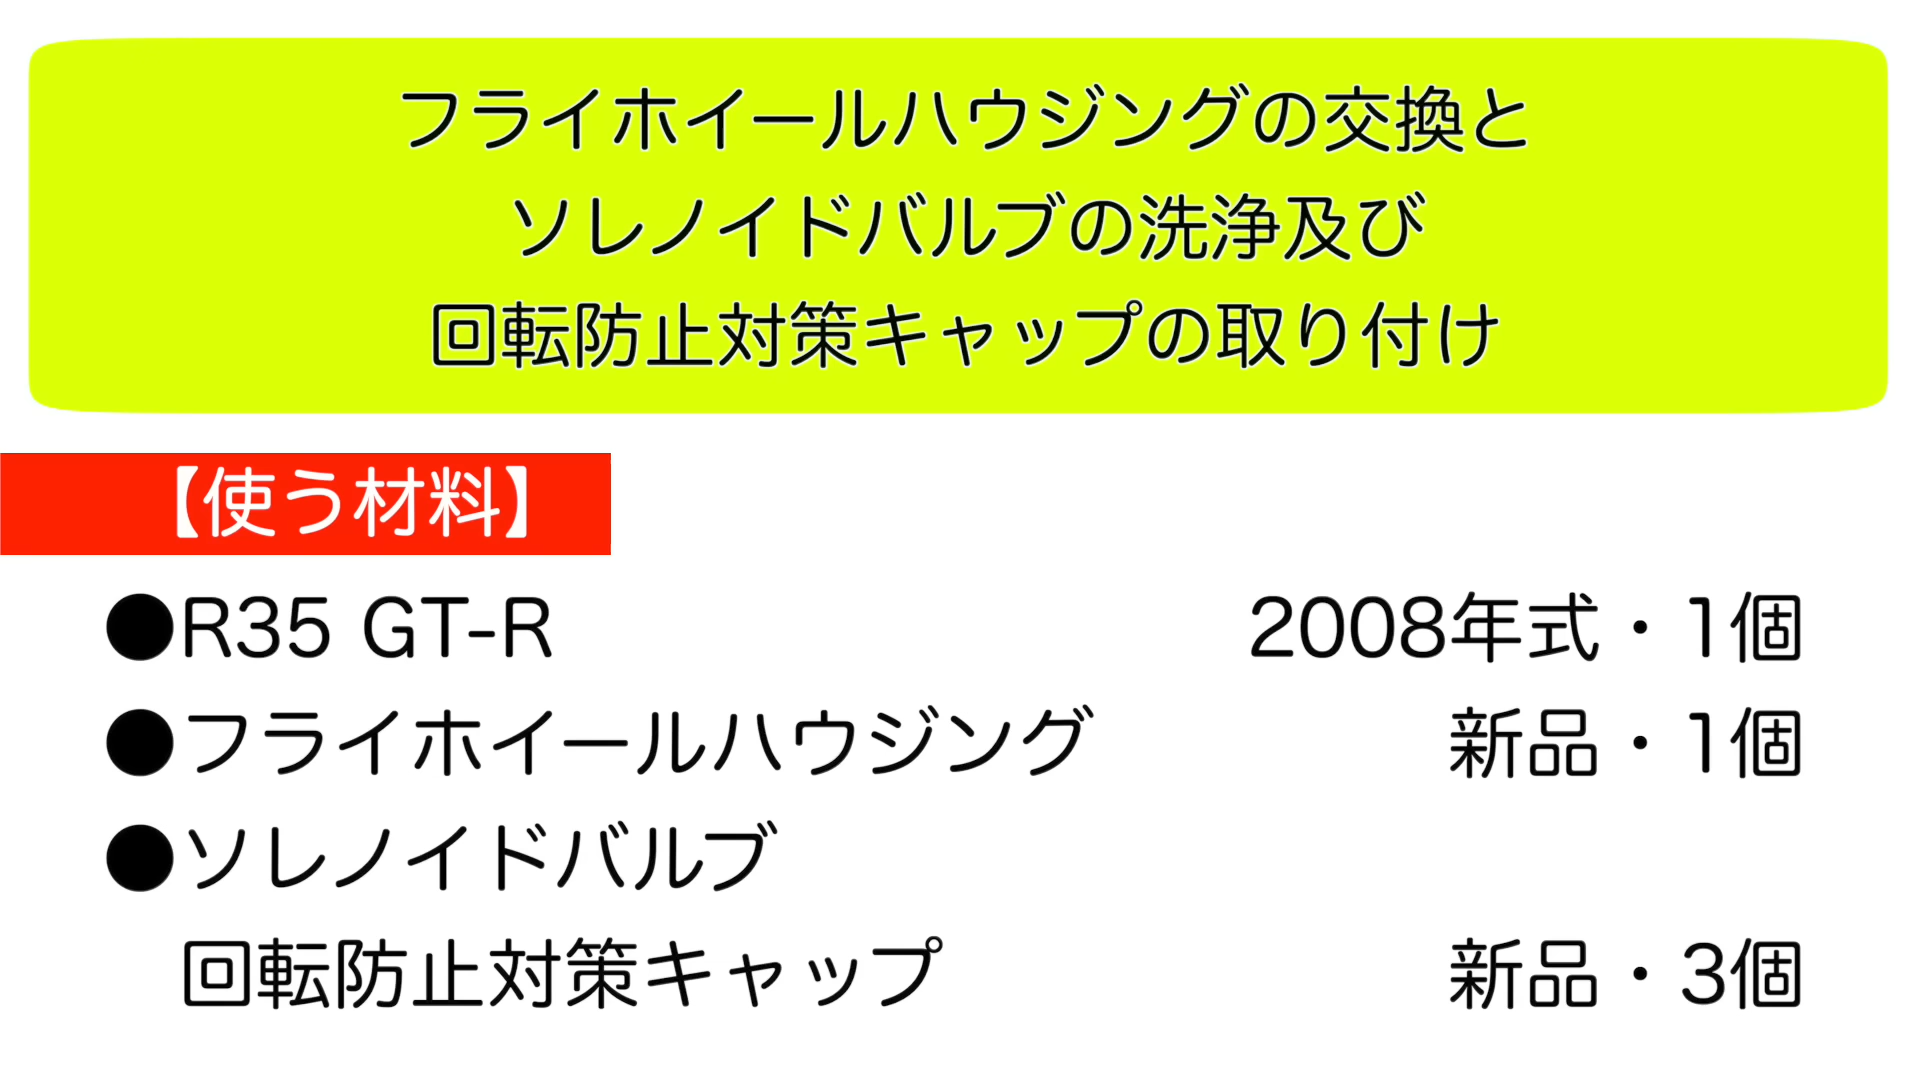 フライホイールハウジングの交換と
ソレノイドバルブの洗浄及び
回転防止対策キャップの取り付け
【使う材料】
●R35 GT-R 2008年式・1個
●フライホイールハウジング 新品・1個
●ソレノイドバルブ
回転防止対策キャップ 新品・3個